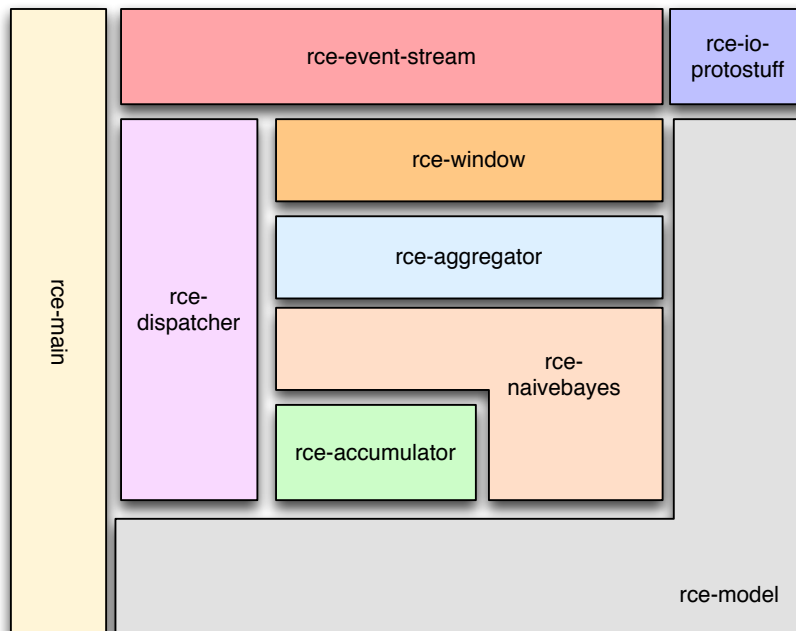 rce-event-stream
rce-io-
protostuff
rce-window
rce-aggregator
rce-main
rce-
dispatcher
rce-
naivebayes
rce-accumulator
rce-model